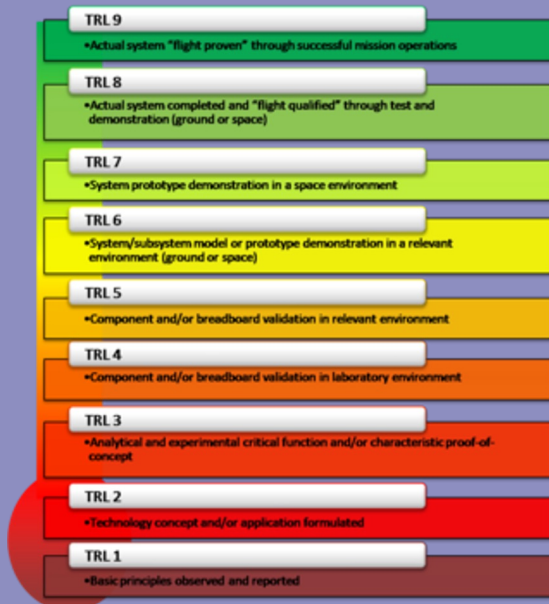 TRL 9
•Actual system "flight proven" through successful mission operations
TRL 8
•Actual system completed and "flight qualified" through test and
demonstration (ground or space)
TRL 7
•System prototype demonstration in a space environment
TRL 6
•System/subsystem model or prototype demonstration in a relevant
environment (ground or space)
TRL 5
•Component and/or breadboard validation in relevant environment
TRL 4
•Component and/or breadboard validation in laboratory environment
TRL 3
•Analytical and experimental critical function and/or characteristic proof-of-
concept
TRL 2
•Technology concept and/or application formulated
TRL 1
•Basic principles observed and reported